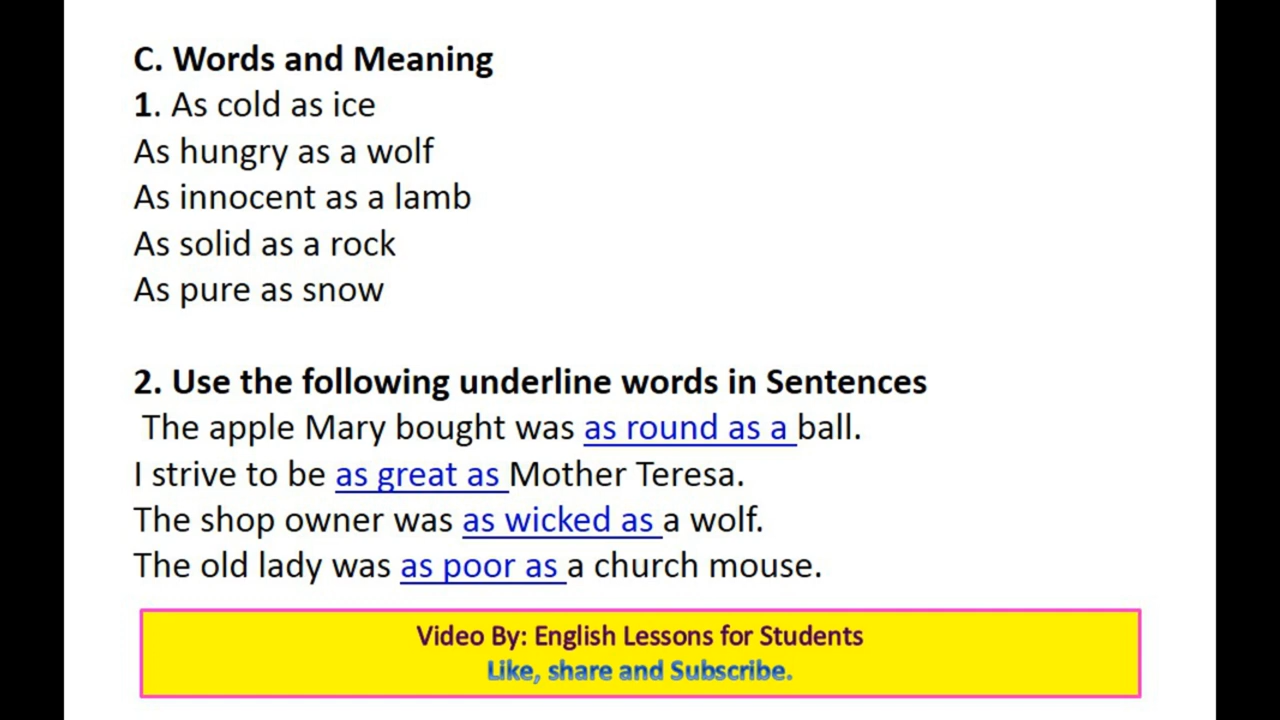 C. Words and Meaning
1. As cold as ice
As hungry as a wolf
As innocent as a lamb
As solid as a rock
As pure as snow
2. Use the following underline words in Sentences
The apple Mary bought was as round as a ball.
I strive to be as great as Mother Teresa.
The shop owner was as wicked as a wolf.
The old lady was as poor as a church mouse.
Video By: English Lessons for Students
Like, share and Subscribe.